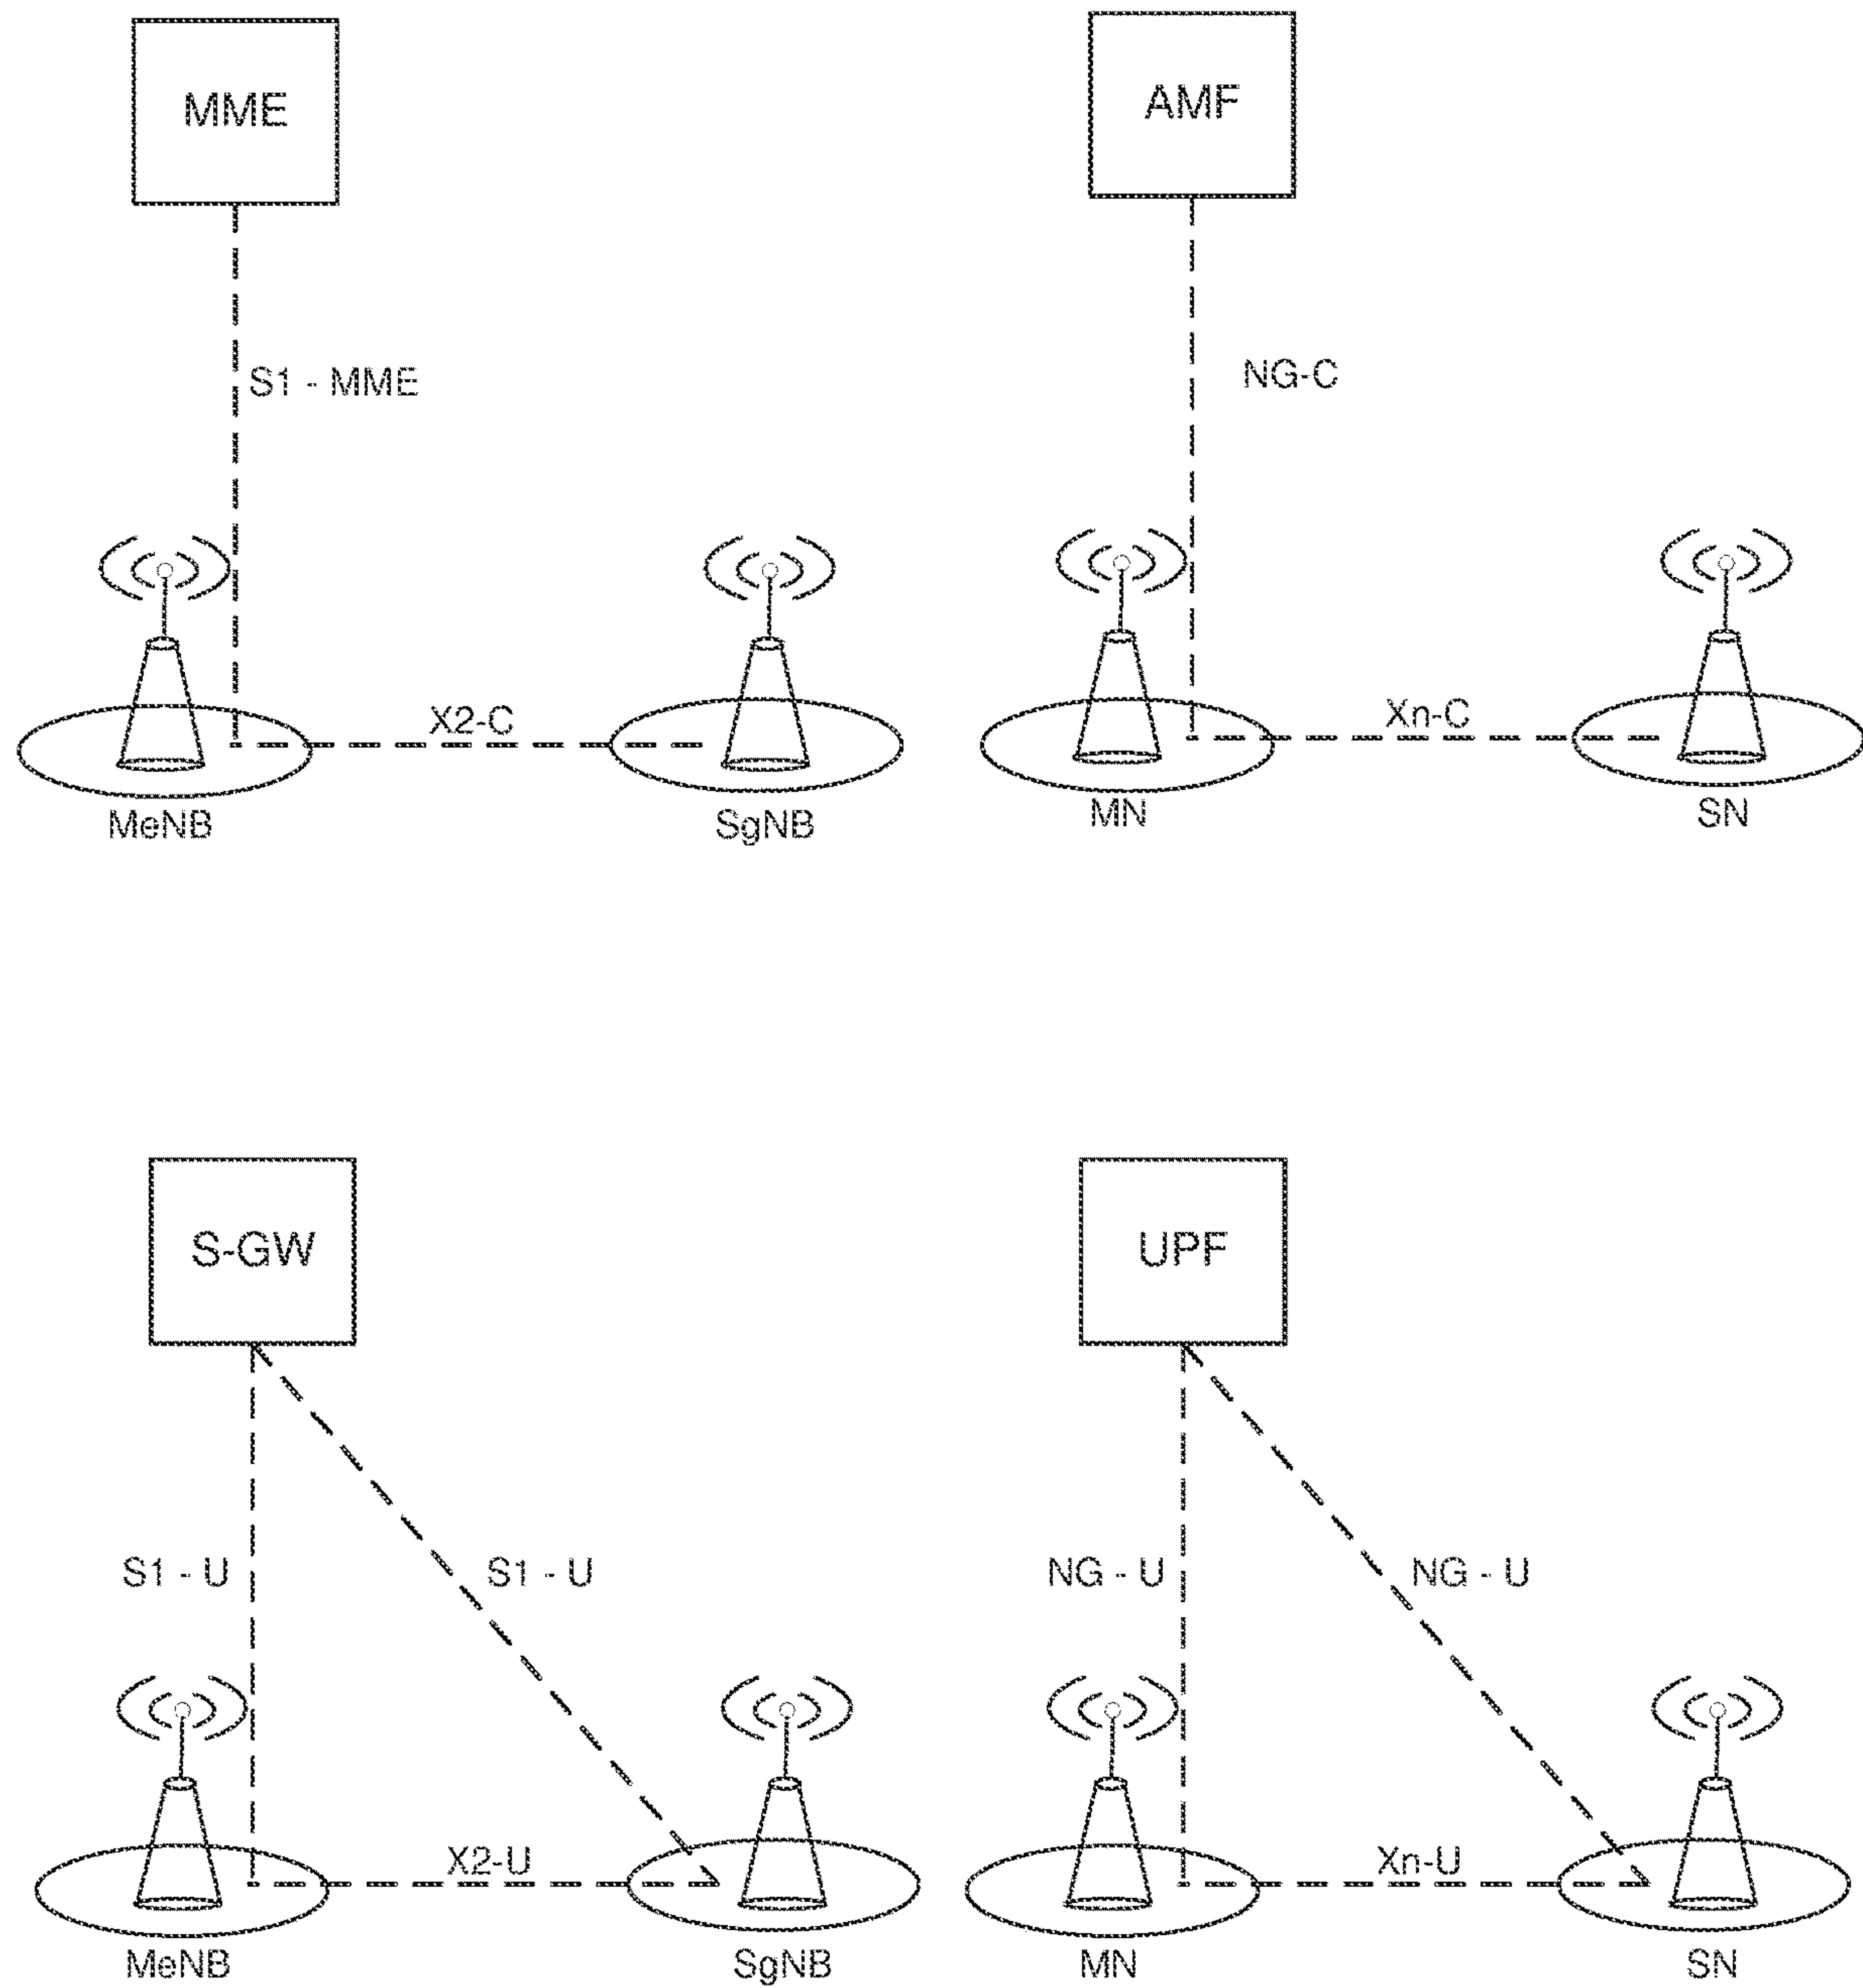 MME
AMF
S1 - MME
NG-C
X2-C
Xn-C
MeNB
SgNB
MN
SN
S-GW
UPF
S1 - U
S1 - U
NG - U
NG - U
X2-U
Xn-U
MeNB
SgNB
MN
SN